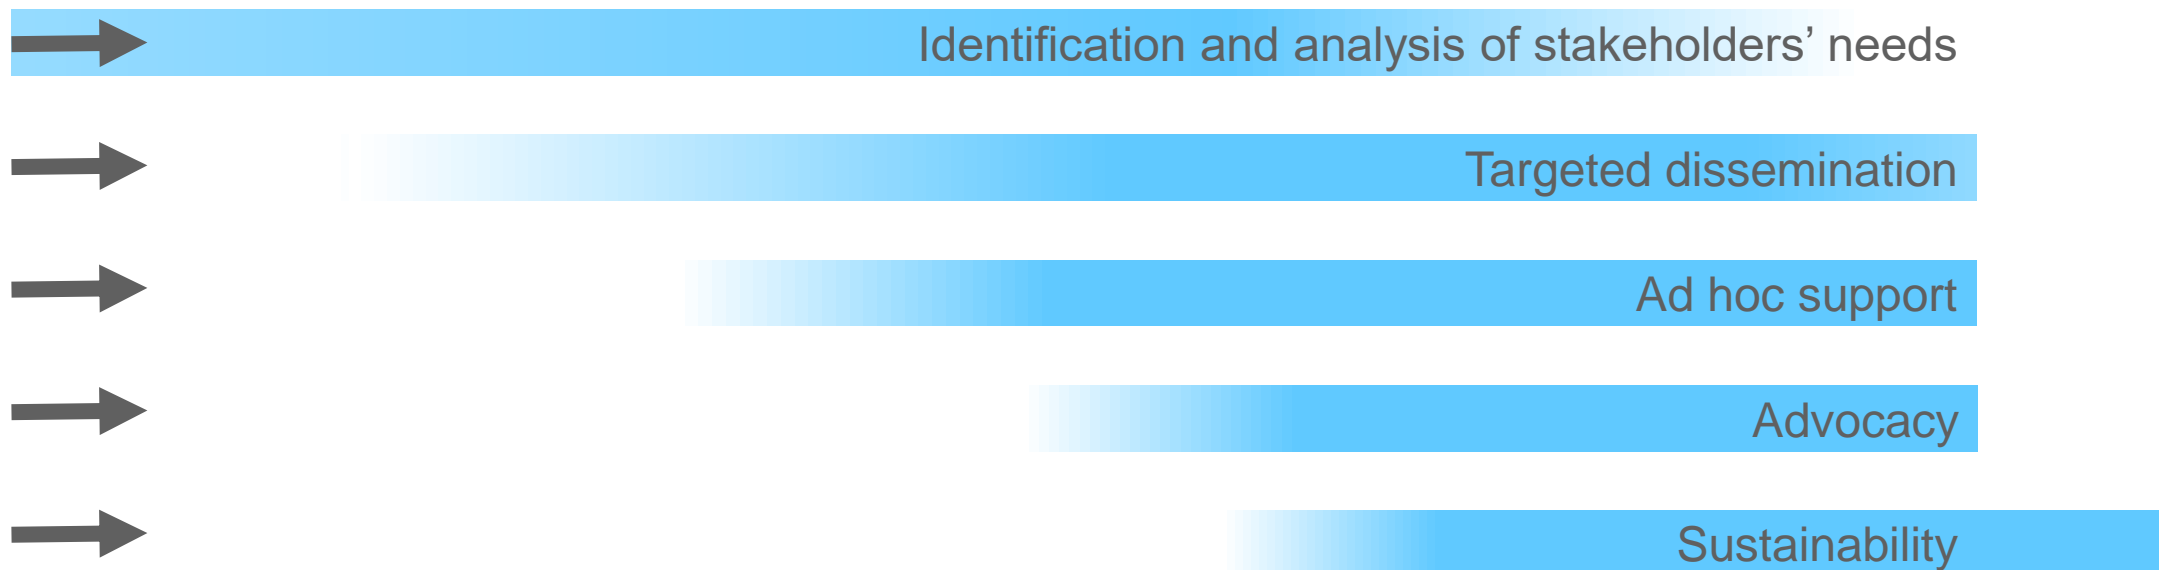 Identification and analysis of stakeholders’ needs
Targeted dissemination
Ad hoc support
Advocacy
Sustainability